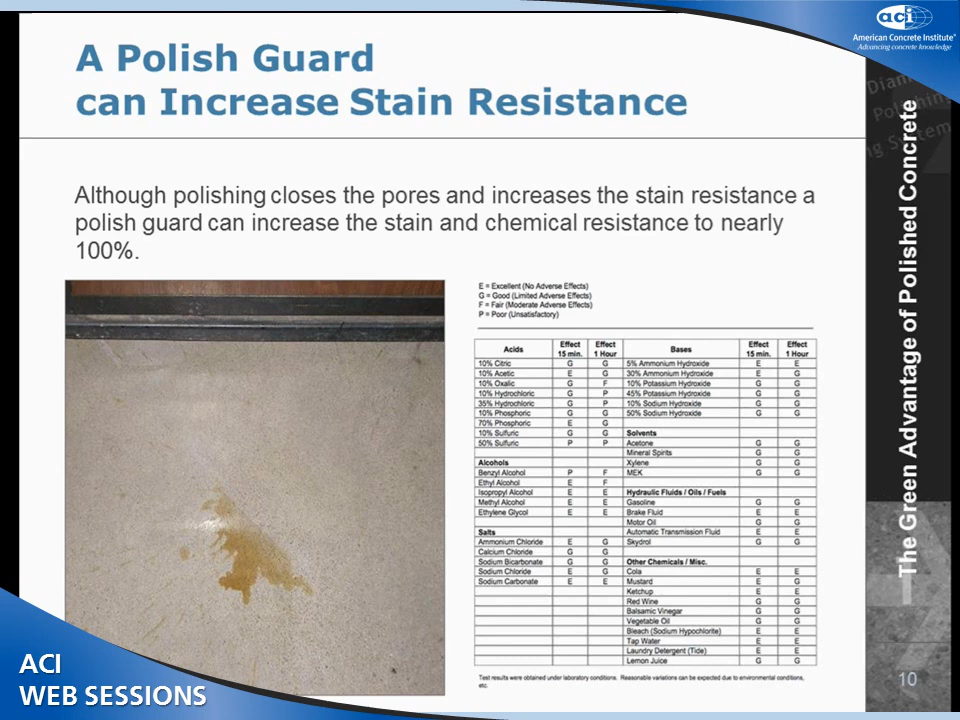 aci
American Concrete Institute®
Advancing concrete knowledge
A Polish Guard
can Increase Stain Resistance
Although polishing closes the pores and increases the stain resistance a
polish guard can increase the stain and chemical resistance to nearly
100%.
E = Excellent (No Adverse Effects)
G = Good (Limited Adverse Effects)
F = Fair (Moderate Adverse Effects)
P = Poor (Unsatisfactory)
Acids Effect 15 min. Effect 1 Hour Bases Effect 15 min. Effect 1 Hour
10% Citric G G 5% Ammonium Hydroxide E E
10% Acetic E G 30% Ammonium Hydroxide E G
10% Oxalic G F 10% Potassium Hydroxide G G
10% Hydrochloric G P 45% Potassium Hydroxide G G
35% Hydrochloric G P 10% Sodium Hydroxide G G
10% Phosphoric G G 50% Sodium Hydroxide G G
70% Phosphoric E G
10% Sulfuric G G Solvents
50% Sulfuric P P Acetone G G
Mineral Spirits G G
Alcohols Xylene G G
Benzyl Alcohol P F MEK G G
Ethyl Alcohol E F
Isopropyl Alcohol E E Hydraulic Fluids / Oils / Fuels
Methyl Alcohol E E Gasoline G G
Ethylene Glycol E E Brake Fluid E E
Motor Oil G G
Salts Automatic Transmission Fluid E E
Ammonium Chloride E G Skydrol G G
Calcium Chloride G G
Sodium Bicarbonate G G Other Chemicals / Misc.
Sodium Chloride E G Cola E E
Sodium Carbonate E E Mustard E G
Ketchup E E
Red Wine G G
Balsamic Vinegar G G
Vegetable Oil G G
Bleach (Sodium Hypochlorite) E E
Tap Water E E
Laundry Detergent (Tide) E E
Lemon Juice G G
Test results were obtained under laboratory conditions. Reasonable variations can be expected due to environmental conditions,
etc.
The Green Advantage of Polished Concrete
10
ACI
WEB SESSIONS